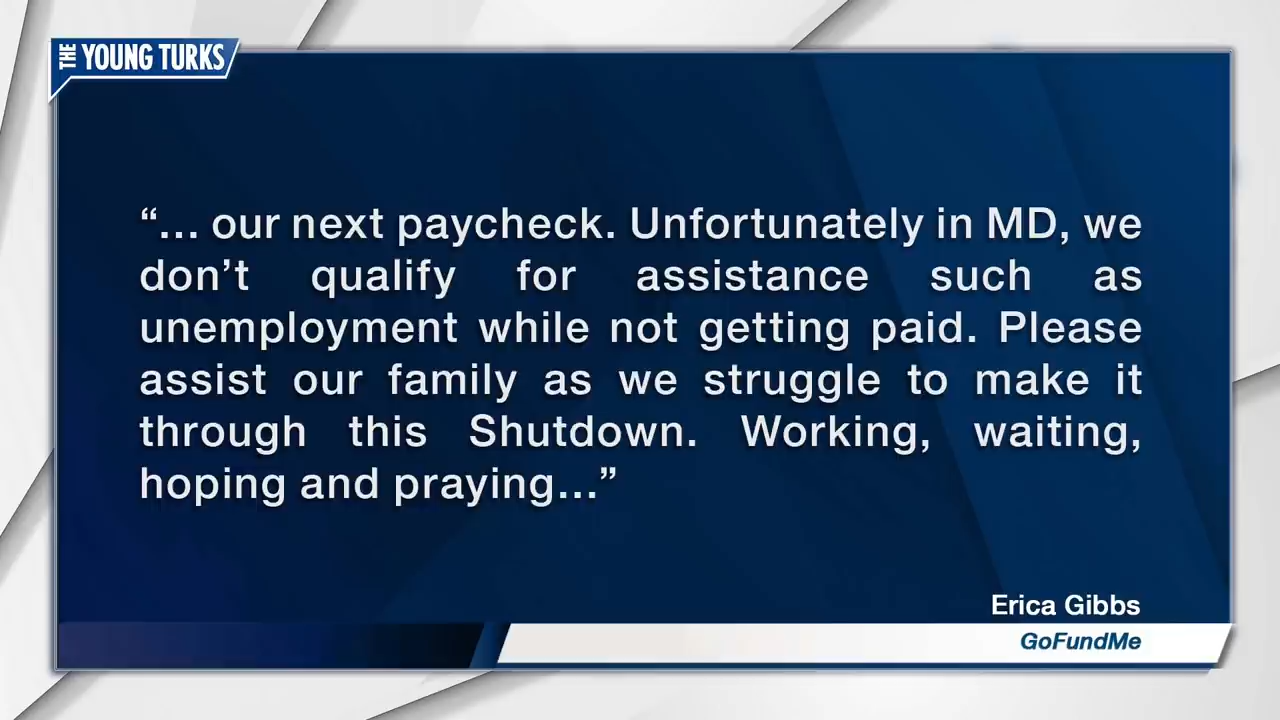 THE YOUNG TURKS
“... our next paycheck. Unfortunately in MD, we
don’t qualify for assistance such as
unemployment while not getting paid. Please
assist our family as we struggle to make it
through this Shutdown. Working, waiting,
hoping and praying...”
Erica Gibbs
GoFundMe